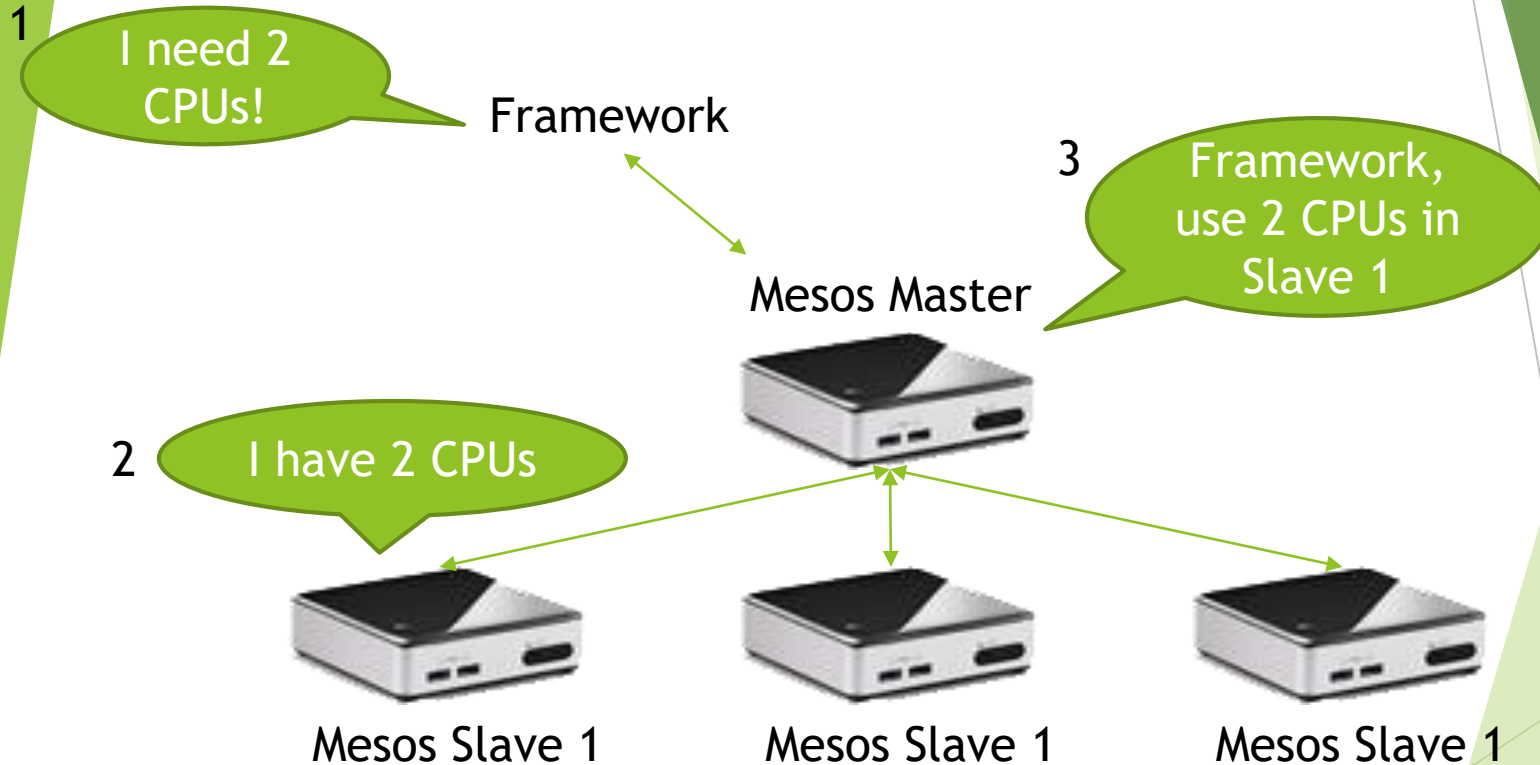 1
I need 2
CPUs!
Framework
3
Framework,
use 2 CPUs in
Slave 1
Mesos Master
2
I have 2 CPUs
Mesos Slave 1
Mesos Slave 1
Mesos Slave 1